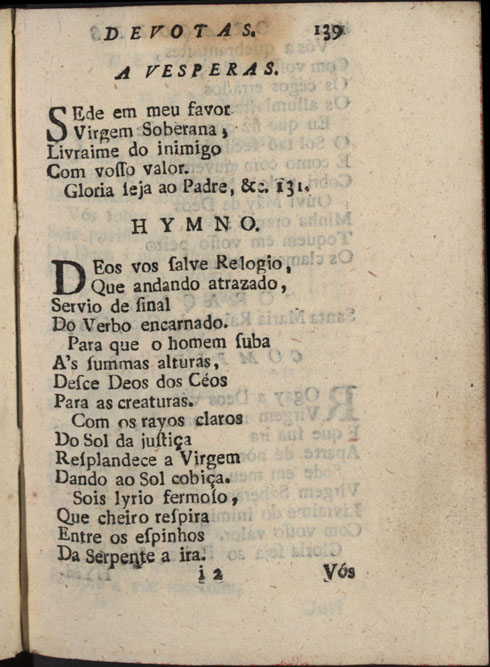 DEVOTAS. 139
A VESPERAS.
SEde em meu favor
Virgem Soberana,
Livraime do inimigo
Com voſſo valor.
Gloria ſeja ao Padre, &c. 131.
HYMNO.
DEos vos ſalve Relogio,
Que andando atrazado,
Servio de ſinal
Do Verbo encarnado.
Para que o homem ſuba
A's ſummas alturas,
Deſce Deos dos Céos
Para as creaturas.
Com os rayos claros
Do Sol da juſtiça
Reſplandece a Virgem
Dando ao Sol cobiça.
Sois lyrio fermoſo,
Que cheiro reſpira
Entre os eſpinhos
Da Serpente a ira.
i 2 Vós